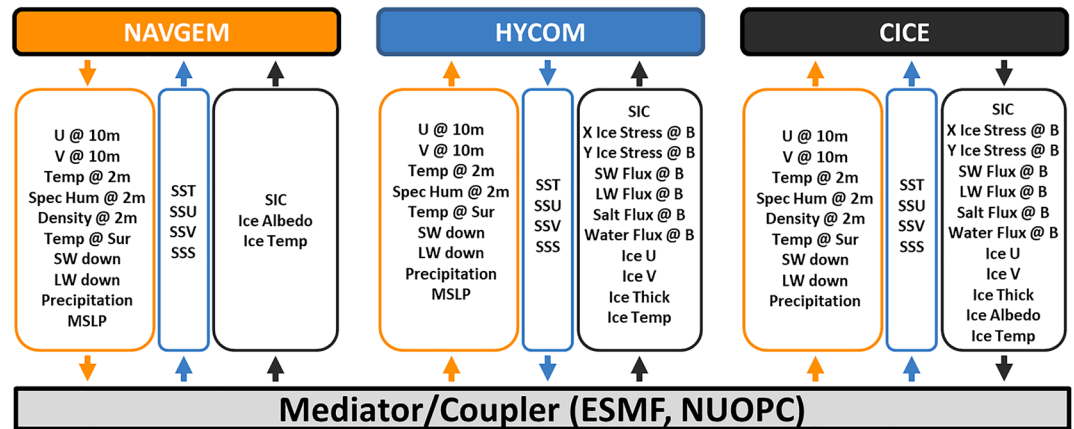 NAVGEM
HYCOM
CICE
U @ 10m
V @ 10m
Temp @ 2m
Spec Hum @ 2m
Density @ 2m
Temp @ Sur
SW down
LW down
Precipitation
MSLP
SST
SSU
SSV
SSS
SIC
Ice Albedo
Ice Temp
U @ 10m
V @ 10m
Temp @ 2m
Spec Hum @ 2m
Temp @ Sur
SW down
LW down
Precipitation
MSLP
SST
SSU
SSV
SSS
SIC
X Ice Stress @ B
Y Ice Stress @ B
SW Flux @ B
LW Flux @ B
Salt Flux @ B
Water Flux @ B
Ice U
Ice V
Ice Thick
Ice Temp
U @ 10m
V @ 10m
Temp @ 2m
Spec Hum @ 2m
Density @ 2m
Temp @ Sur
SW down
LW down
Precipitation
SST
SSU
SSV
SSS
SIC
X Ice Stress @ B
Y Ice Stress @ B
SW Flux @ B
LW Flux @ B
Salt Flux @ B
Water Flux @ B
Ice U
Ice V
Ice Thick
Ice Albedo
Ice Temp
Mediator/Coupler (ESMF, NUOPC)